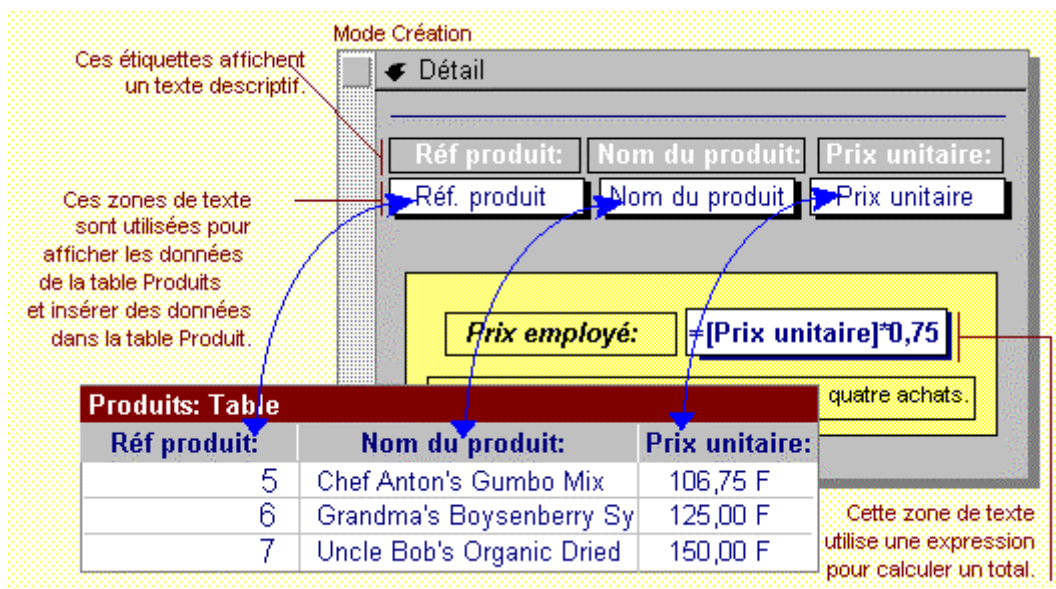 Mode Création
Ces étiquettes affichent
un texte descriptif.
Détail
Réf produit: Nom du produit: Prix unitaire:
Réf. produit Nom du produit Prix unitaire
Ces zones de texte
sont utilisées pour
afficher les données
de la table Produits
et insérer des données
dans la table Produit.
Prix employé: =[Prix unitaire]*0,75
quatre achats.
Produits: Table
Réf produit: Nom du produit: Prix unitaire:
5 Chef Anton's Gumbo Mix 106,75 F
6 Grandma's Boysenberry Sy 125,00 F
7 Uncle Bob's Organic Dried 150,00 F
Cette zone de texte
utilise une expression
pour calculer un total.